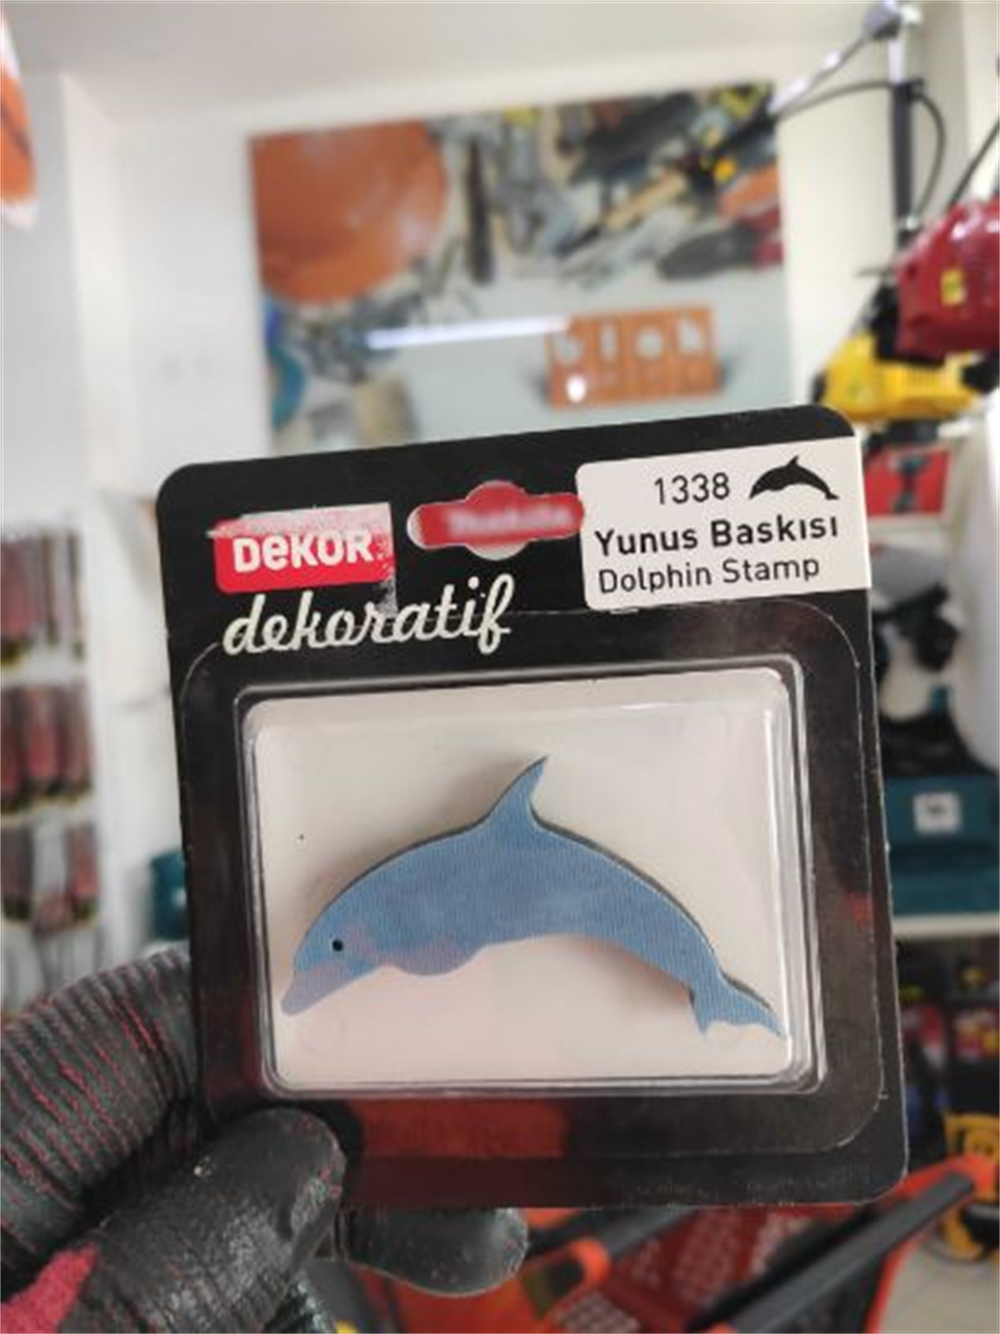 DeKOR
dekoratif
1338
Yunus Baskısı
Dolphin Stamp